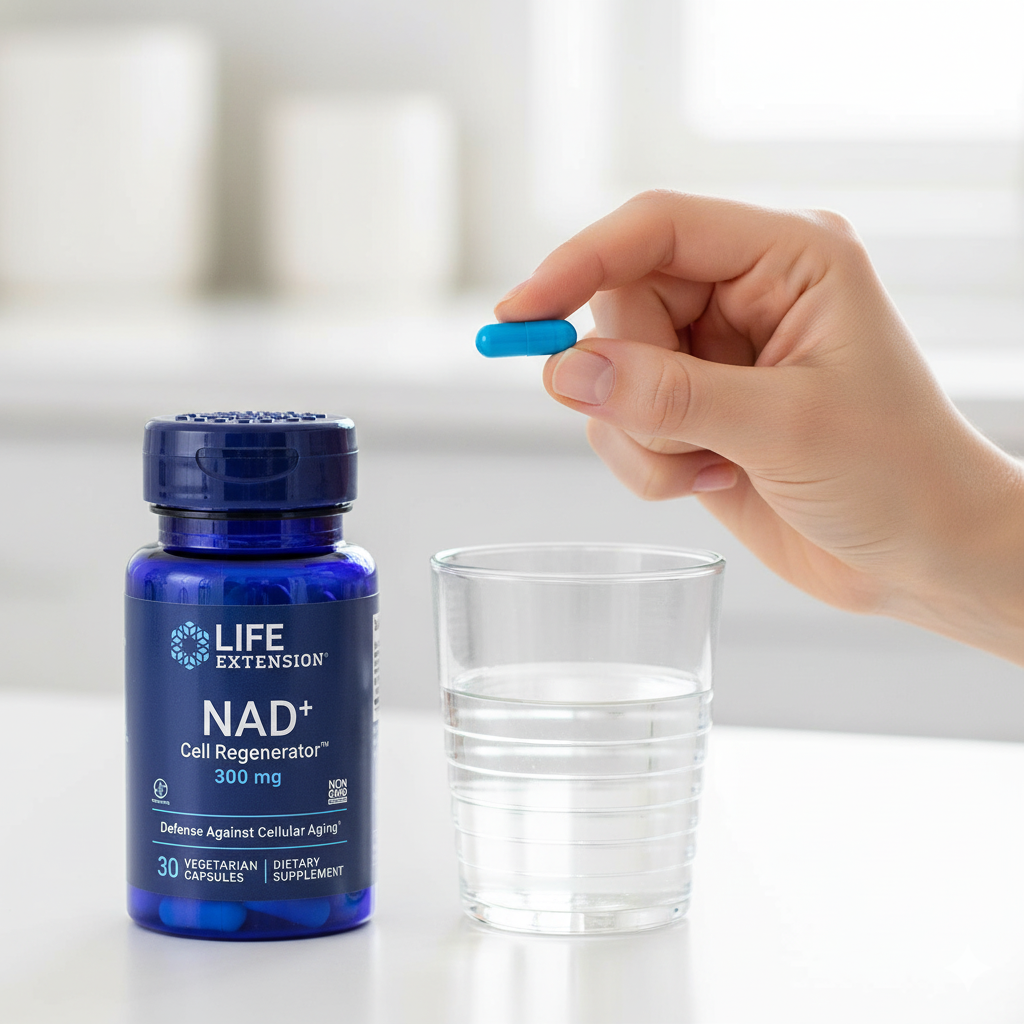 LIFE
EXTENSION®
NAD+
Cell Regenerator™
300 mg
NON
GMO
Defense Against Cellular Aging*
30 VEGETARIAN CAPSULES | DIETARY SUPPLEMENT